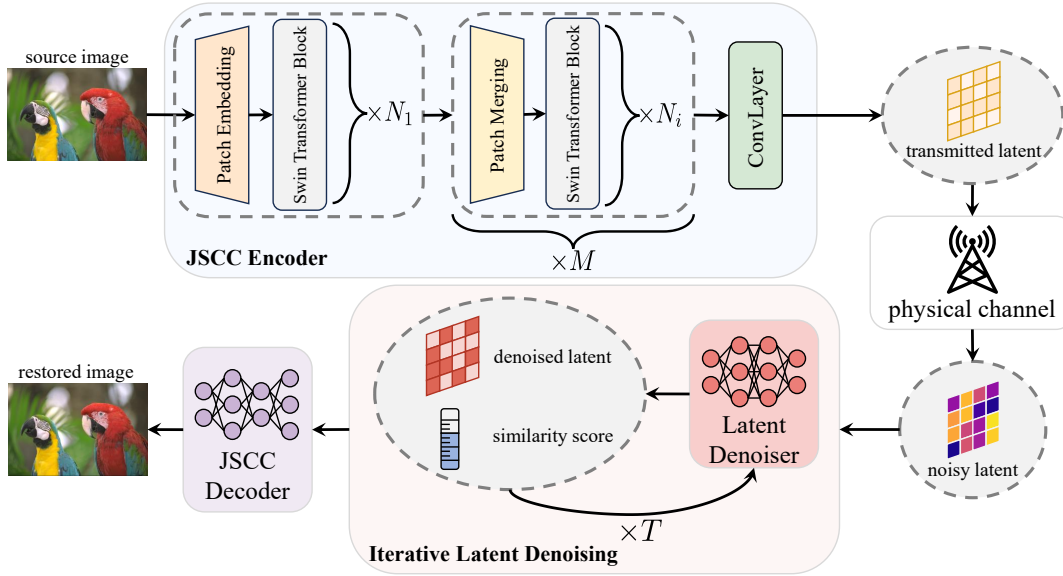 source image
Patch Embedding
Swin Transformer Block
×N₁
Patch Merging
Swin Transformer Block
×Nᵢ
ConvLayer
transmitted latent
JSCC Encoder
×M
physical channel
noisy latent
Latent
Denoiser
denoised latent
similarity score
×T
Iterative Latent Denoising
JSCC
Decoder
restored image